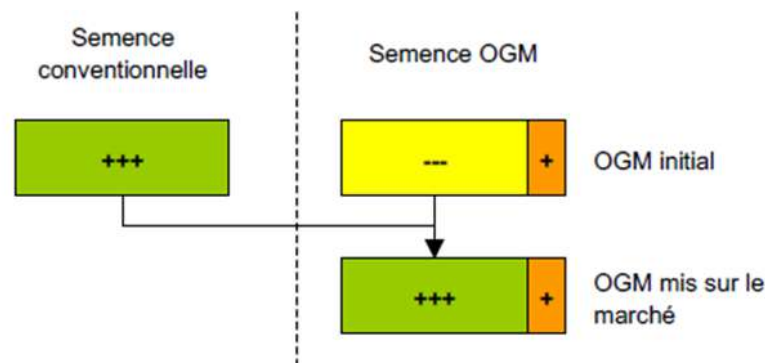 Semence
conventionnelle
Semence OGM
+++
---
+
OGM initial
+++
+
OGM mis sur le
marché